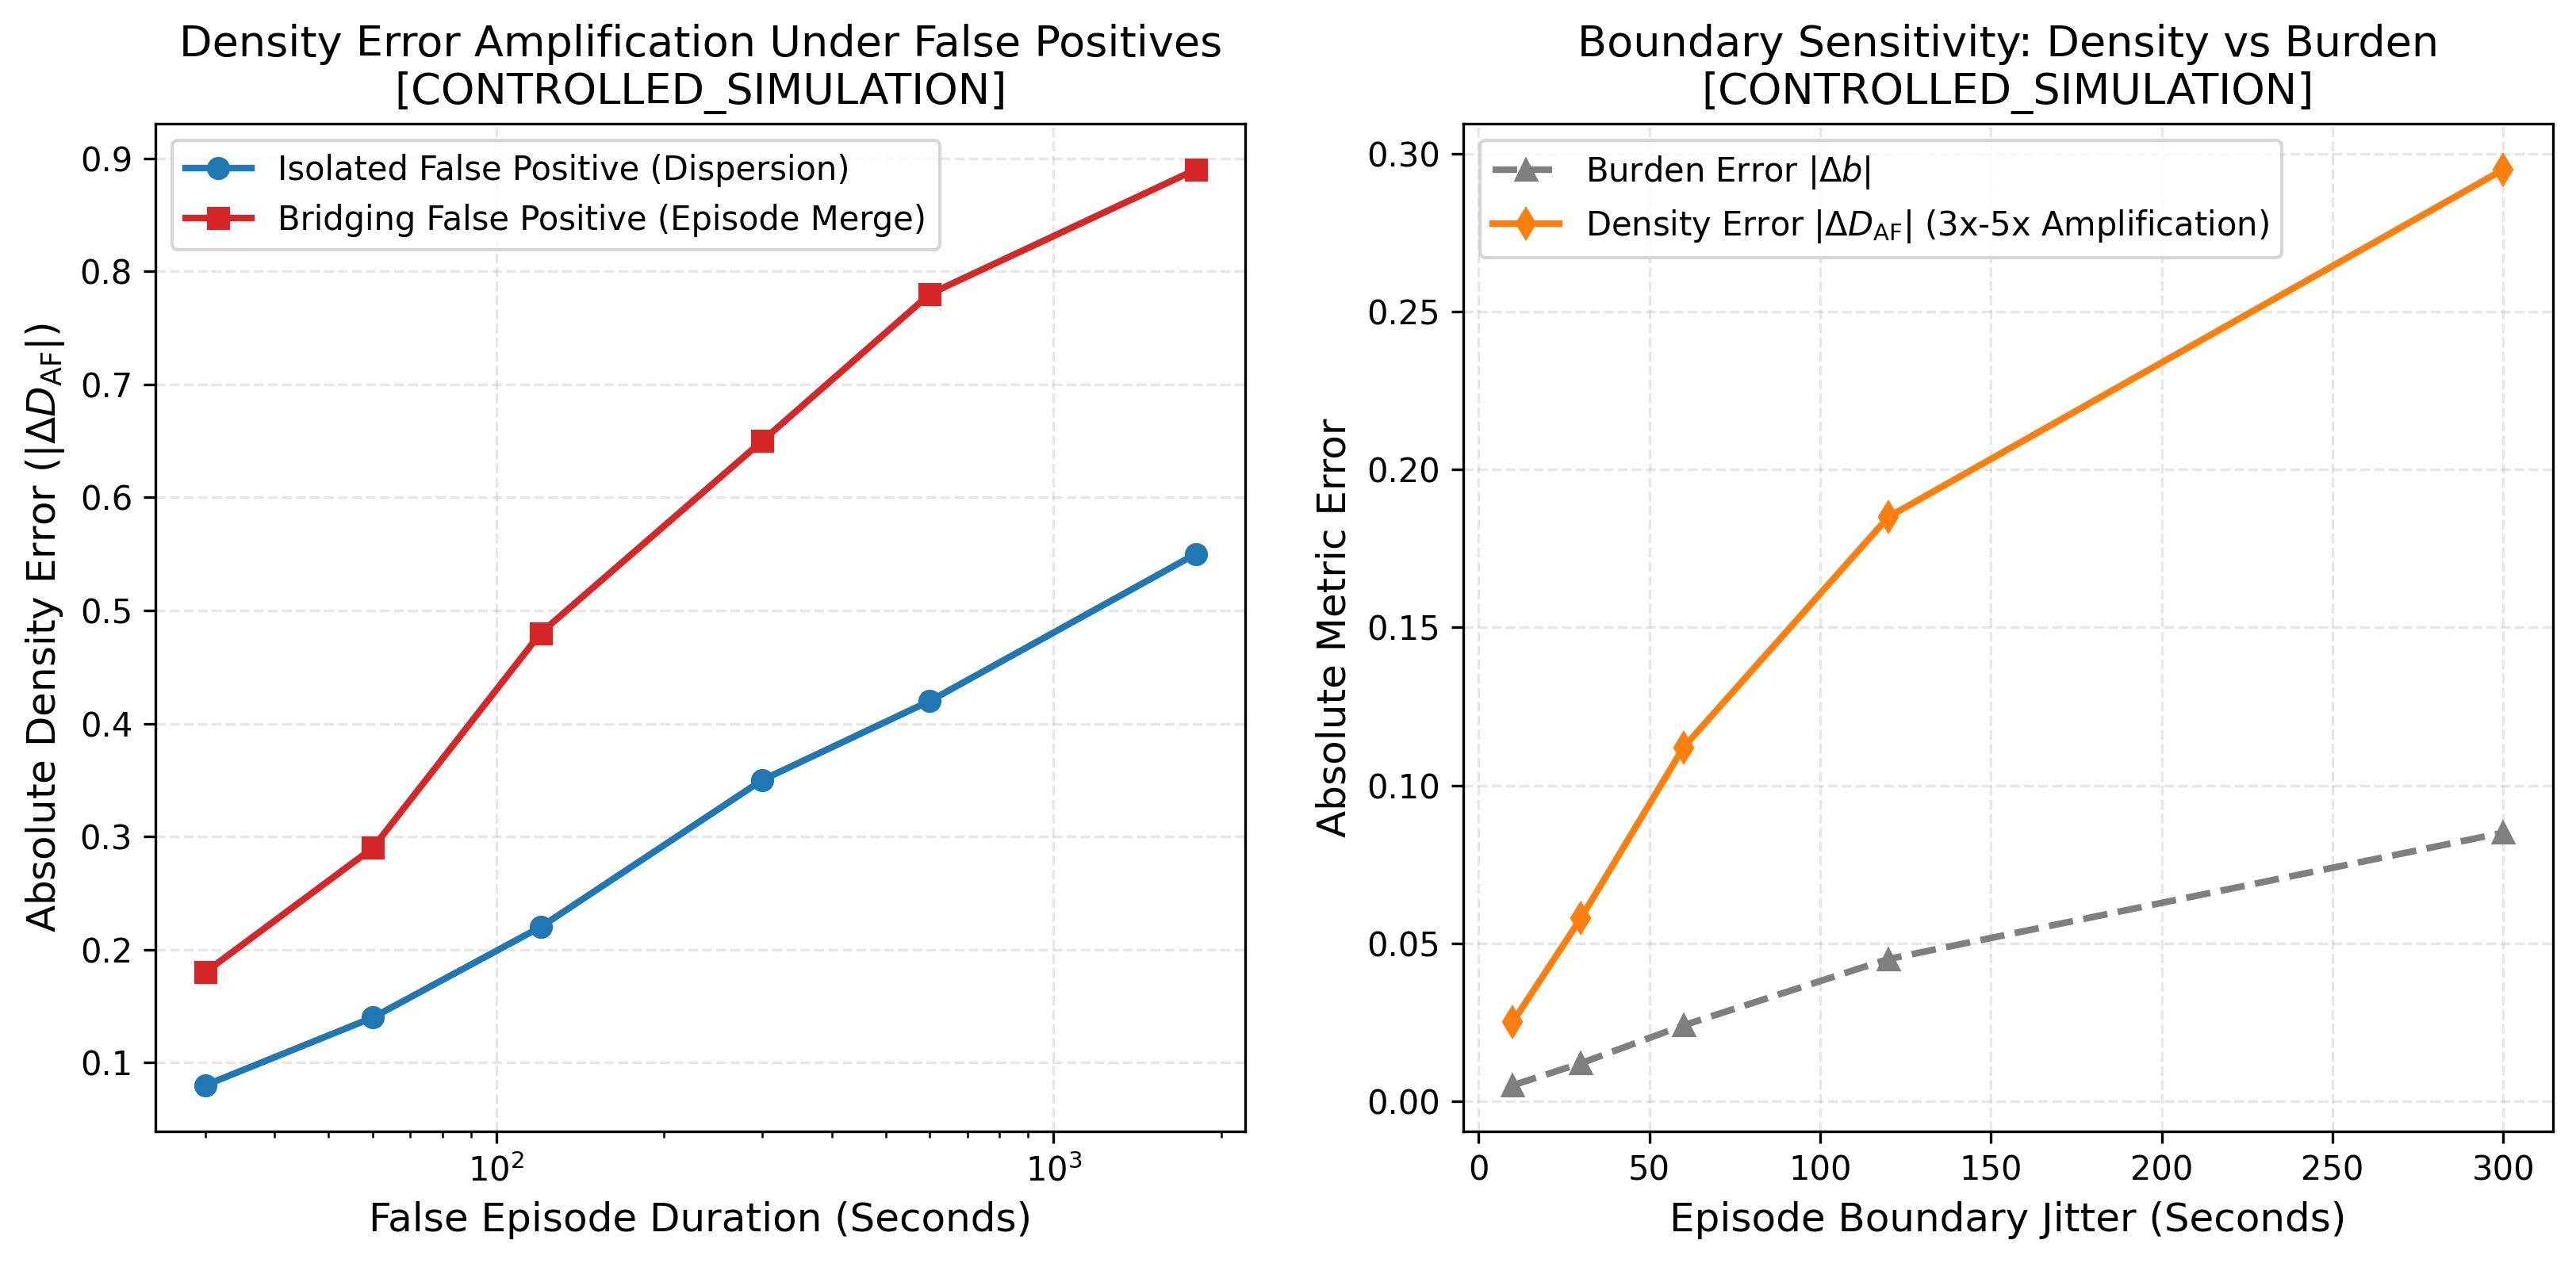 Density Error Amplification Under False Positives
[CONTROLLED_SIMULATION]
Absolute Density Error (|ΔD_AF|)
0.9
0.8
0.7
0.6
0.5
0.4
0.3
0.2
0.1
Isolated False Positive (Dispersion)
Bridging False Positive (Episode Merge)
10²
10³
False Episode Duration (Seconds)
Boundary Sensitivity: Density vs Burden
[CONTROLLED_SIMULATION]
Absolute Metric Error
0.30
0.25
0.20
0.15
0.10
0.05
0.00
Burden Error |Δb|
Density Error |ΔD_AF| (3x-5x Amplification)
0
50
100
150
200
250
300
Episode Boundary Jitter (Seconds)